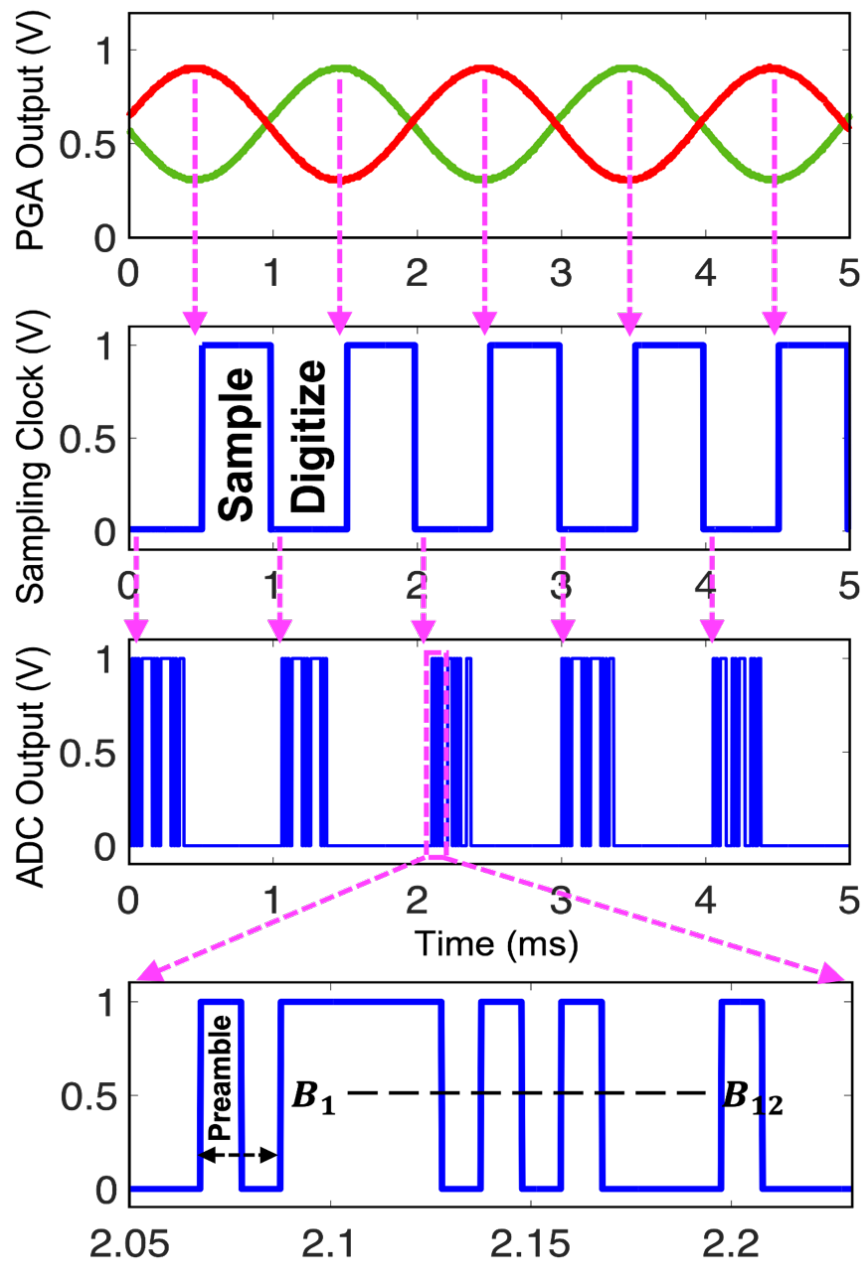 PGA Output (V)
1
0.5
0
0 1 2 3 4 5
Sampling Clock (V)
1
0.5
0
Sample
Digitize
0 1 2 3 4 5
ADC Output (V)
1
0.5
0
0 1 2 3 4 5
Time (ms)
1
0.5
0
Preamble
B₁ B₁₂
2.05 2.1 2.15 2.2